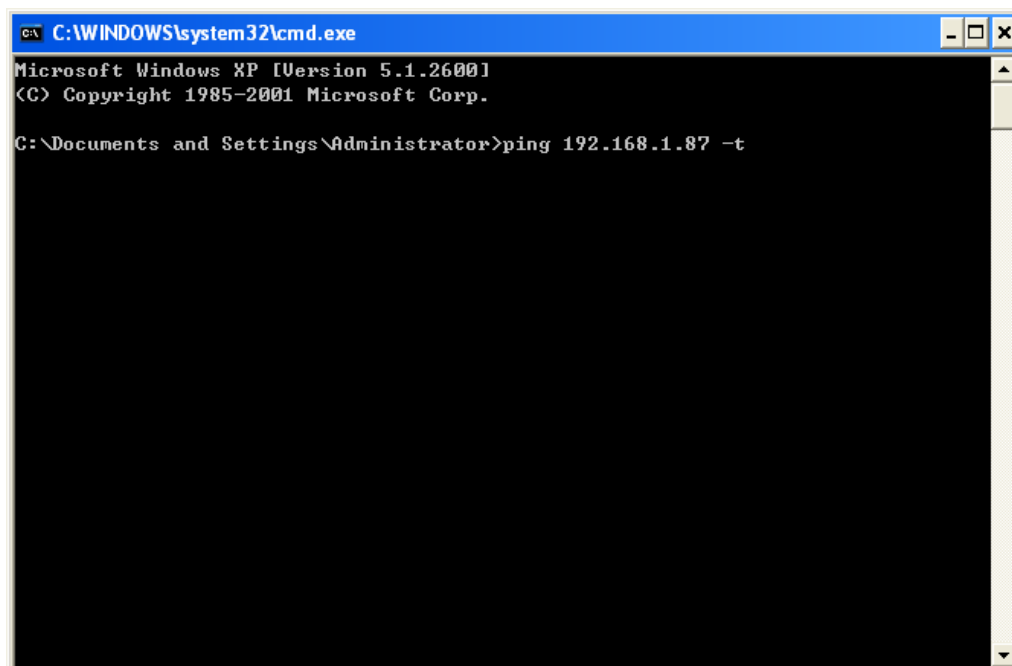 C:\WINDOWS\system32\cmd.exe
Microsoft Windows XP [Version 5.1.2600]
(C) Copyright 1985-2001 Microsoft Corp.
C:\Documents and Settings\Administrator>ping 192.168.1.87 -t